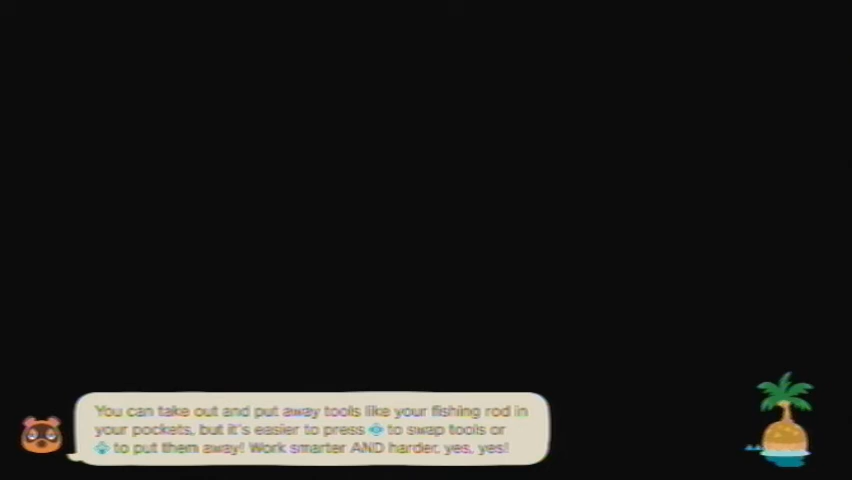 You can take out and put away tools like your fishing rod in
your pockets, but it's easier to press to swap tools or
to put them away! Work smarter AND harder, yes, yes!